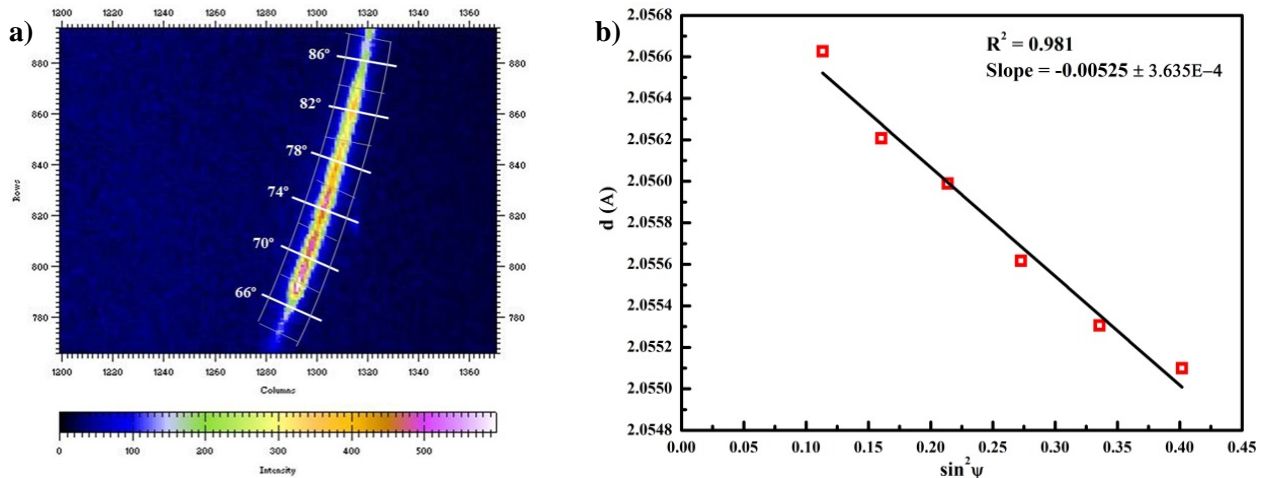 a)
1200 1220 1240 1260 1280 1300 1320 1340 1360
880 860 840 820 800 780
Rows
86°
82°
78°
74°
70°
66°
880 860 840 820 800 780
1200 1220 1240 1260 1280 1300 1320 1340 1360
Columns
0 100 200 300 400 500
Intensity
b)
R² = 0.981
Slope = -0.00525 ± 3.635E−4
d (A)
2.0568
2.0566
2.0564
2.0562
2.0560
2.0558
2.0556
2.0552
2.0550
2.0548
0.00 0.05 0.10 0.15 0.20 0.25 0.30 0.35 0.40 0.45
sin²ψ